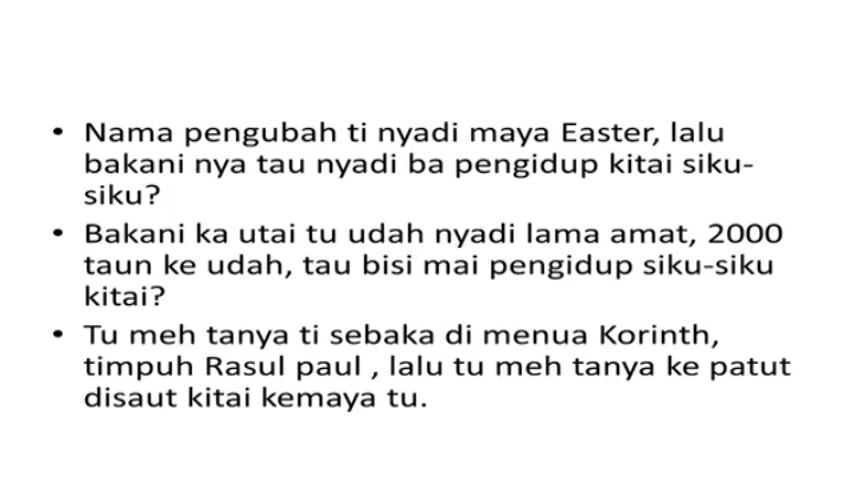 • Nama pengubah ti nyadi maya Easter, lalu
bakani nya tau nyadi ba pengidup kitai siku-
siku?
• Bakani ka utai tu udah nyadi lama amat, 2000
taun ke udah, tau bisi mai pengidup siku-siku
kitai?
• Tu meh tanya ti sebaka di menua Korinth,
timpuh Rasul paul , lalu tu meh tanya ke patut
disaut kitai kemaya tu.